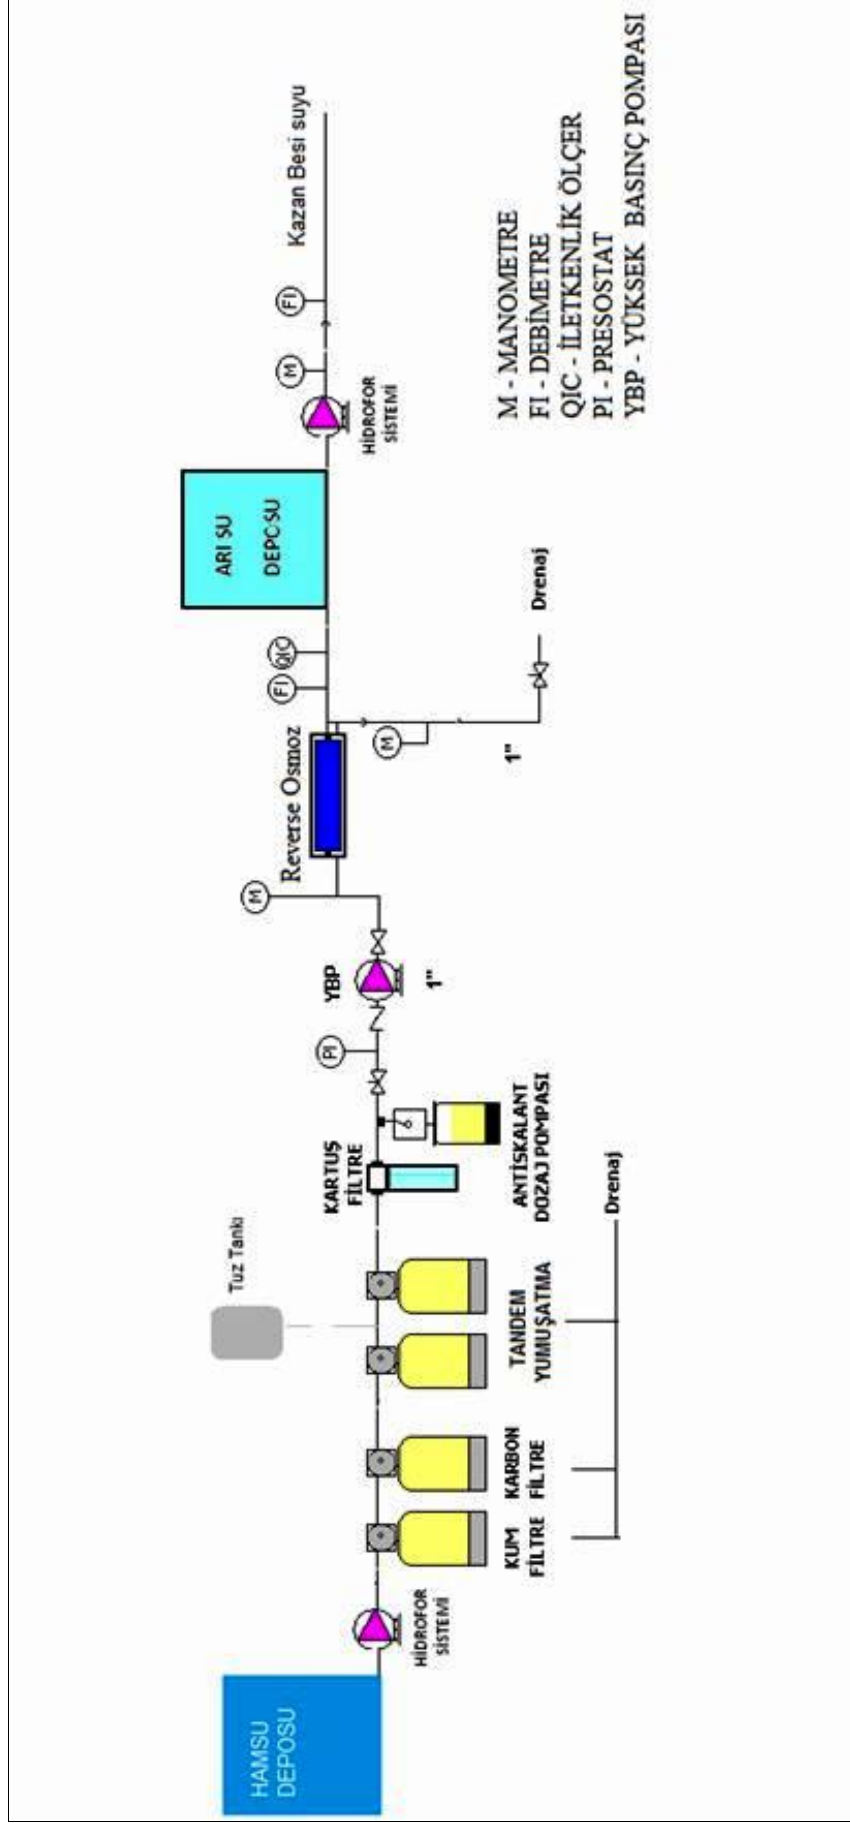 HAMSU
DEPOSU
HİDROFOR
SİSTEMİ
KUM
FİLTRE
KARBON
FİLTRE
TANDEM
YUMUŞATMA
Drenaj
Tuz Tankı
KARTUŞ
FİLTRE
ANTİSKALANT
DOZAJ POMPASI
PI
YBP
1"
M
Reverse Osmoz
M
1"
Drenaj
FI
QIC
ARI SU
DEPOSU
HİDROFOR
SİSTEMİ
M
FI
Kazan Besi suyu
M - MANOMETRE
FI - DEBİMETRE
QIC - İLETKENLİK ÖLÇER
PI - PRESOSTAT
YBP - YÜKSEK BASINÇ POMPASI